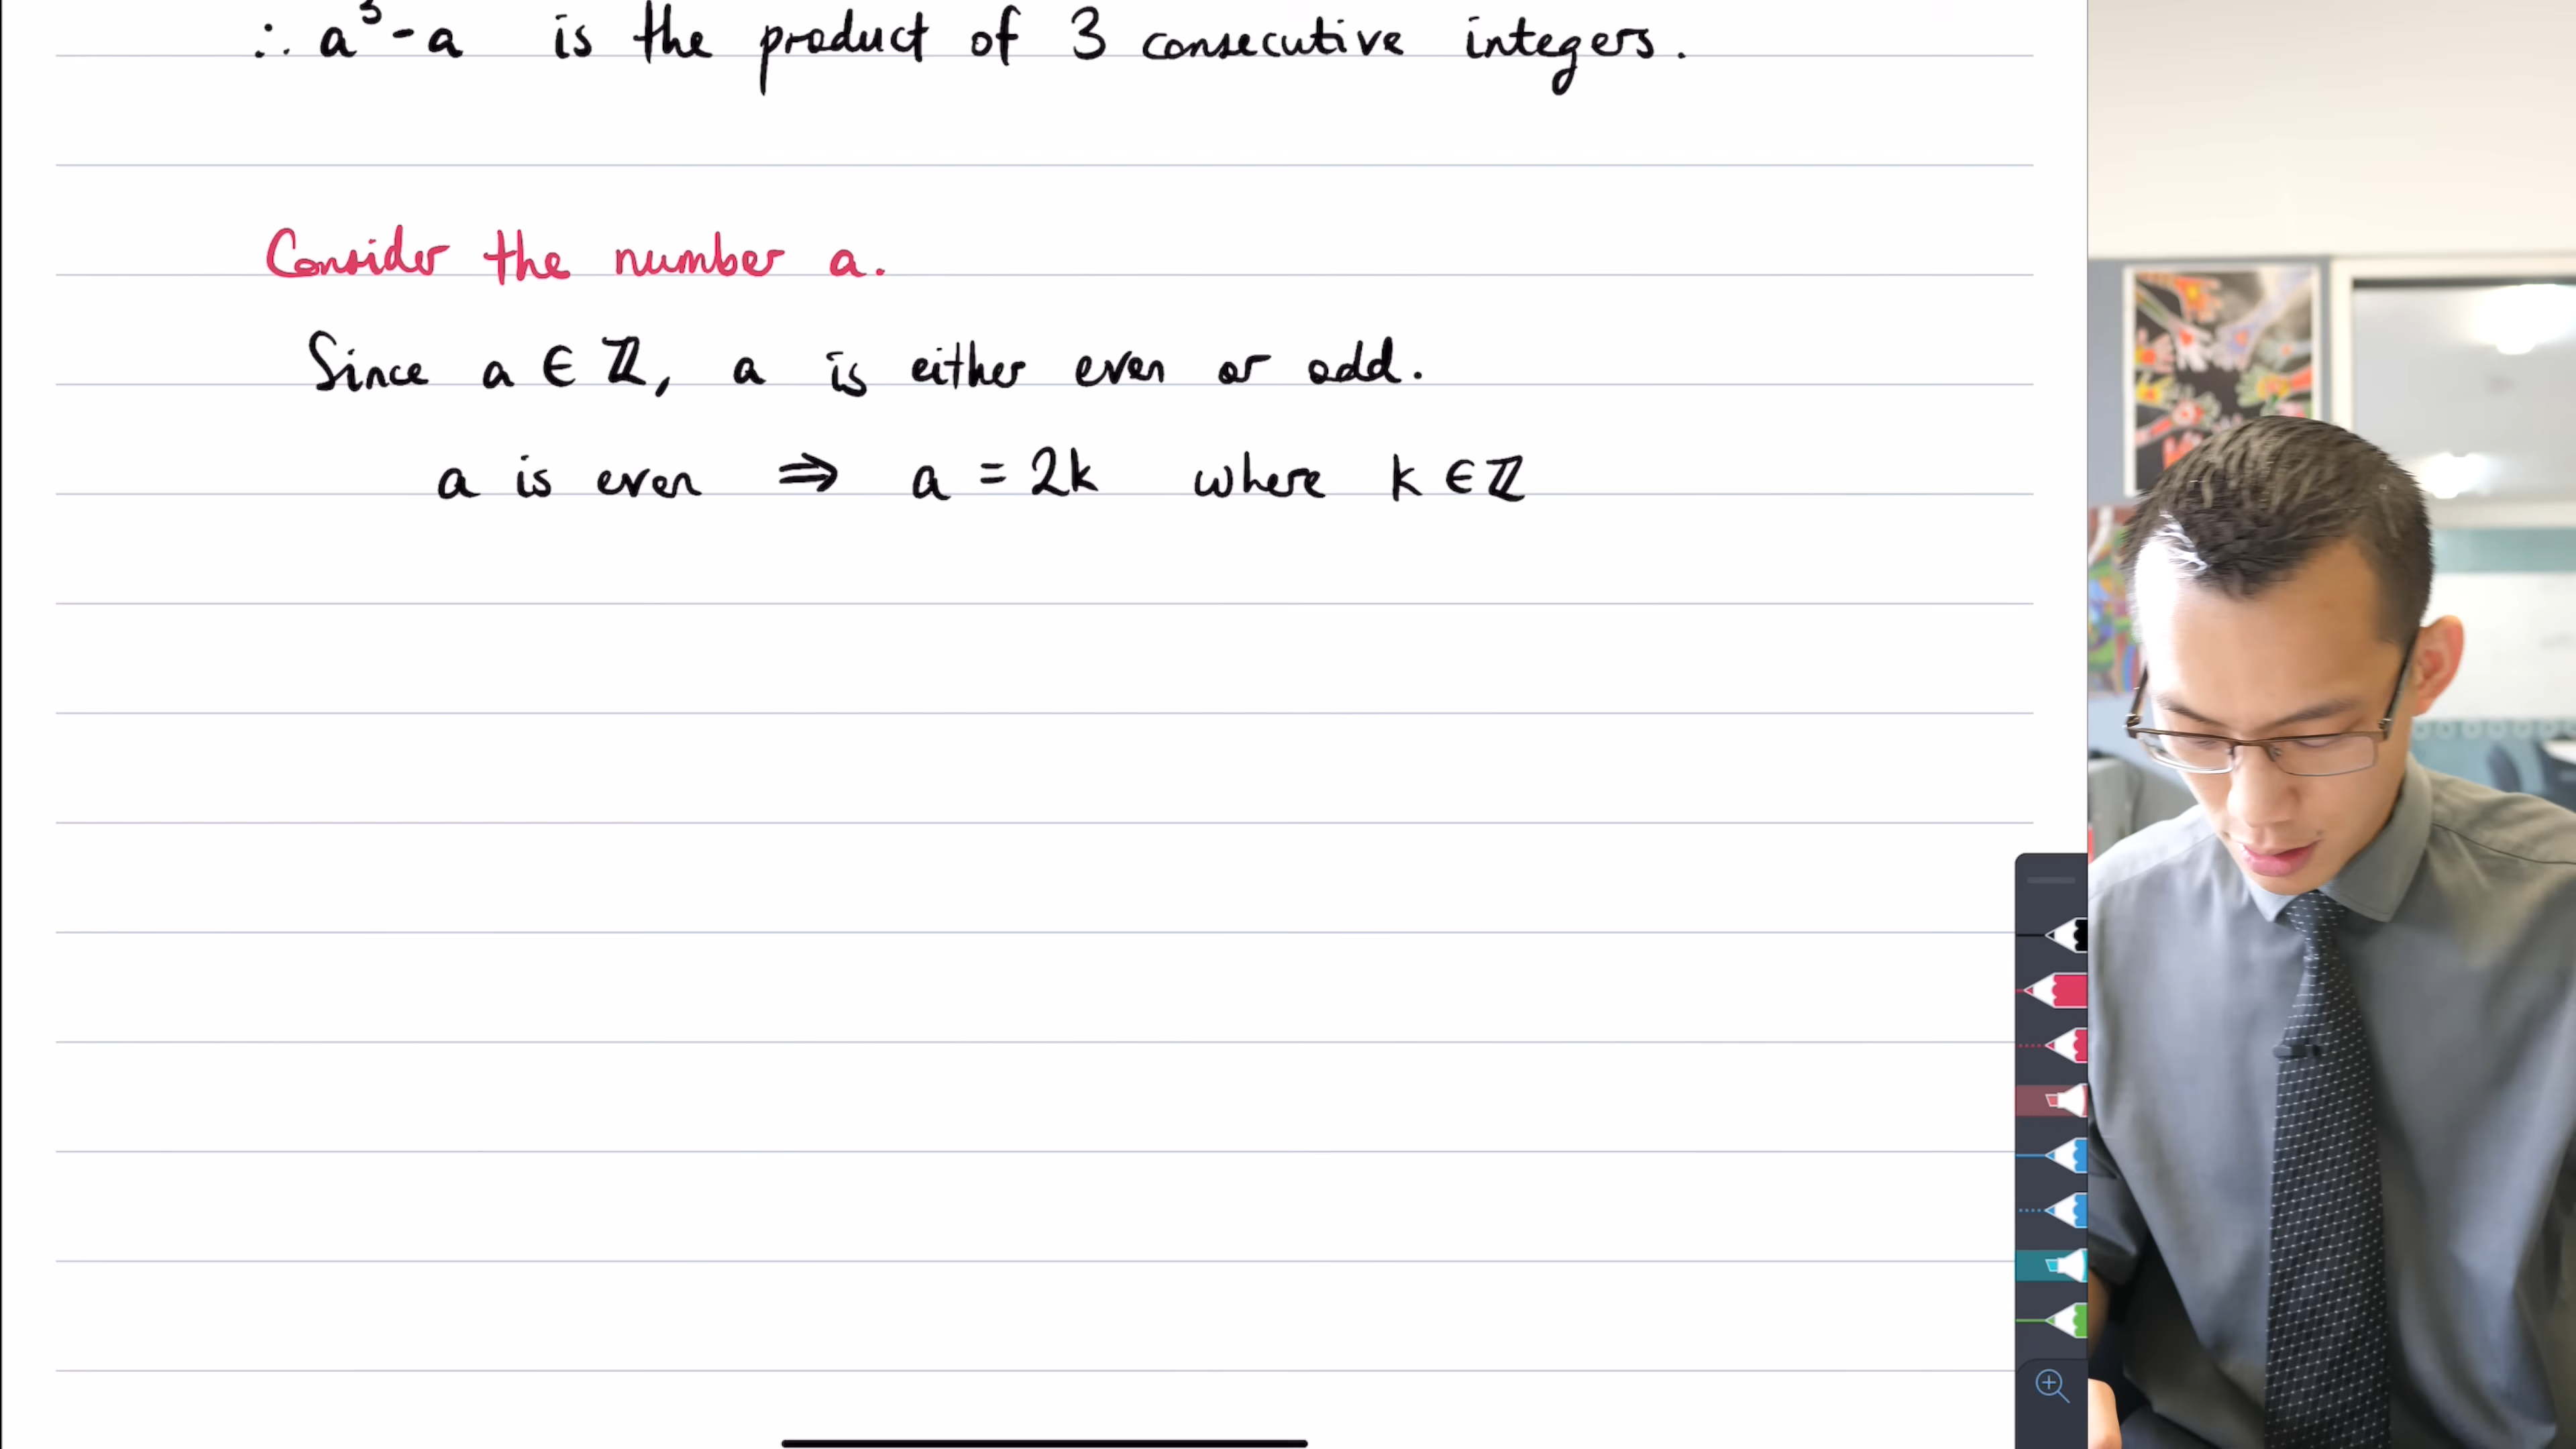 ∴ a³ - a is the product of 3 consecutive integers.
Consider the number a.
Since a ∈ ℤ, a is either even or odd.
a is even ⇒ a = 2k where k ∈ ℤ